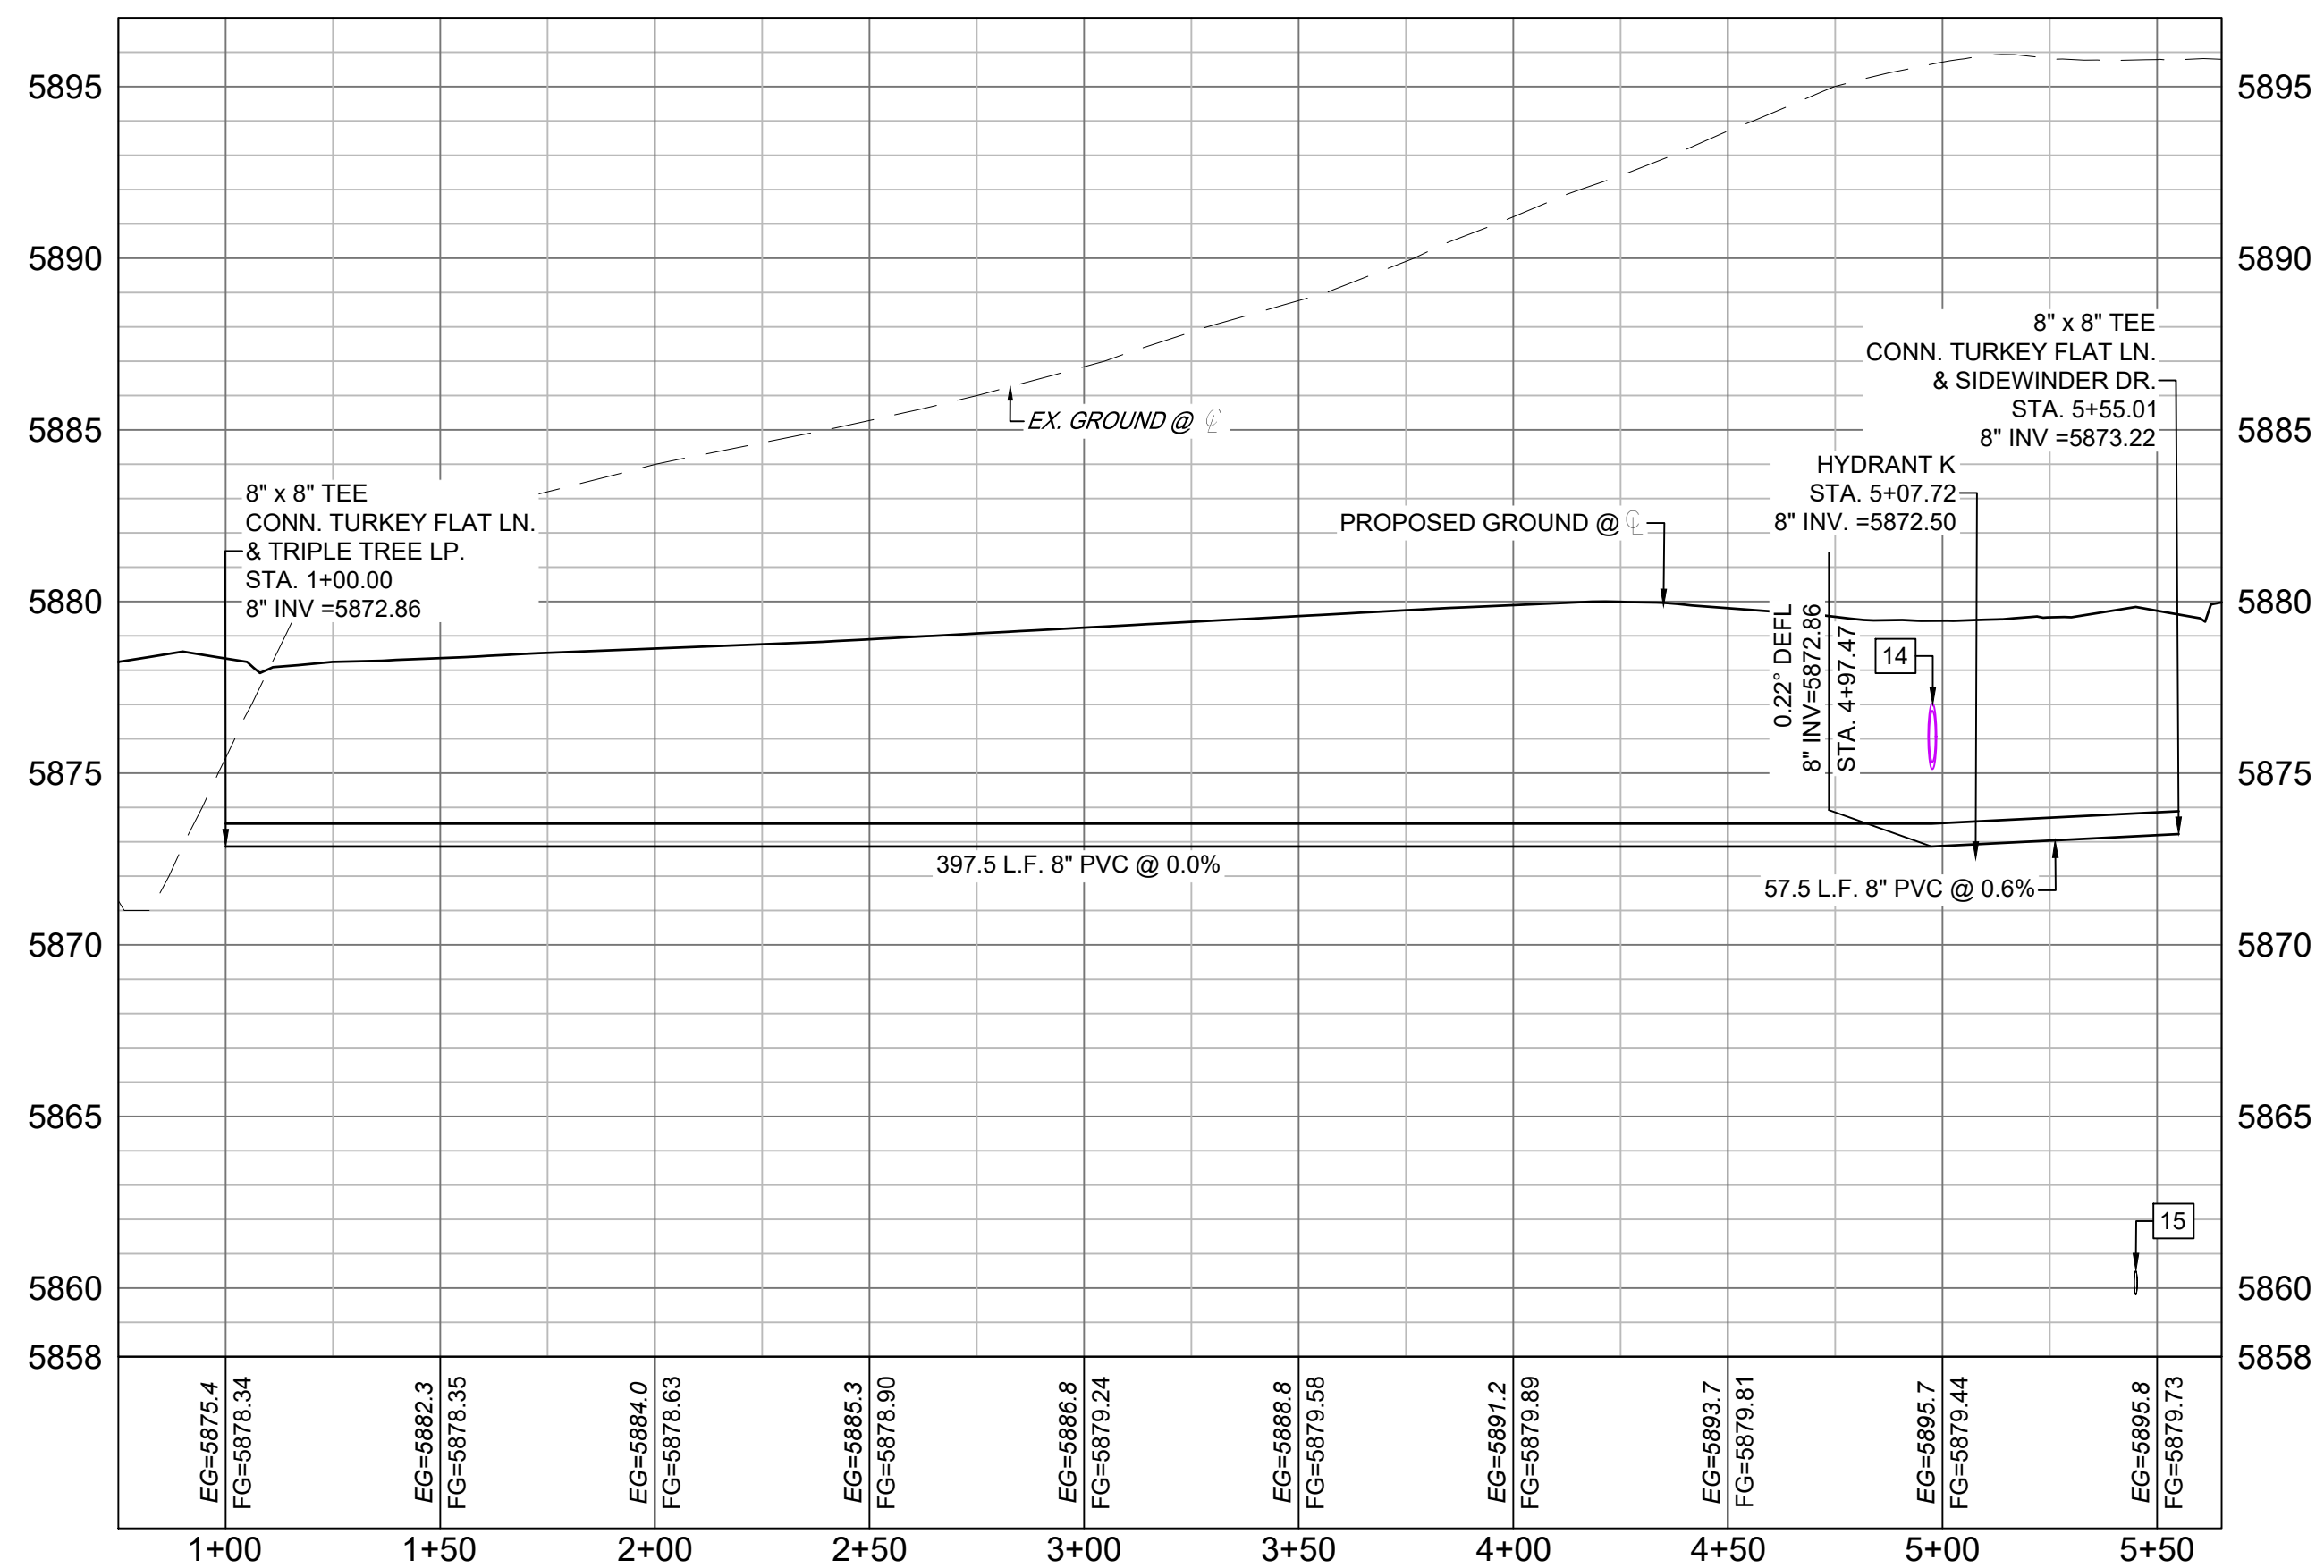 5895
5890
5885
5880
5875
5870
5865
5860
5858
5895
5890
5885
5880
5875
5870
5865
5860
5858
8" x 8" TEE
CONN. TURKEY FLAT LN.
& TRIPLE TREE LP.
STA. 1+00.00
8" INV =5872.86
EX. GROUND @ ℄
PROPOSED GROUND @ ℄
8" x 8" TEE
CONN. TURKEY FLAT LN.
& SIDEWINDER DR.
STA. 5+55.01
8" INV =5873.22
HYDRANT K
STA. 5+07.72
8" INV. =5872.50
0.22° DEFL
8" INV=5872.86
STA. 4+97.47
14
397.5 L.F. 8" PVC @ 0.0%
57.5 L.F. 8" PVC @ 0.6%
15
EG=5875.4
FG=5878.34
EG=5882.3
FG=5878.35
EG=5884.0
FG=5878.63
EG=5885.3
FG=5878.90
EG=5886.8
FG=5879.24
EG=5888.8
FG=5879.58
EG=5891.2
FG=5879.89
EG=5893.7
FG=5879.81
EG=5895.7
FG=5879.44
EG=5895.8
FG=5879.73
1+00
1+50
2+00
2+50
3+00
3+50
4+00
4+50
5+00
5+50